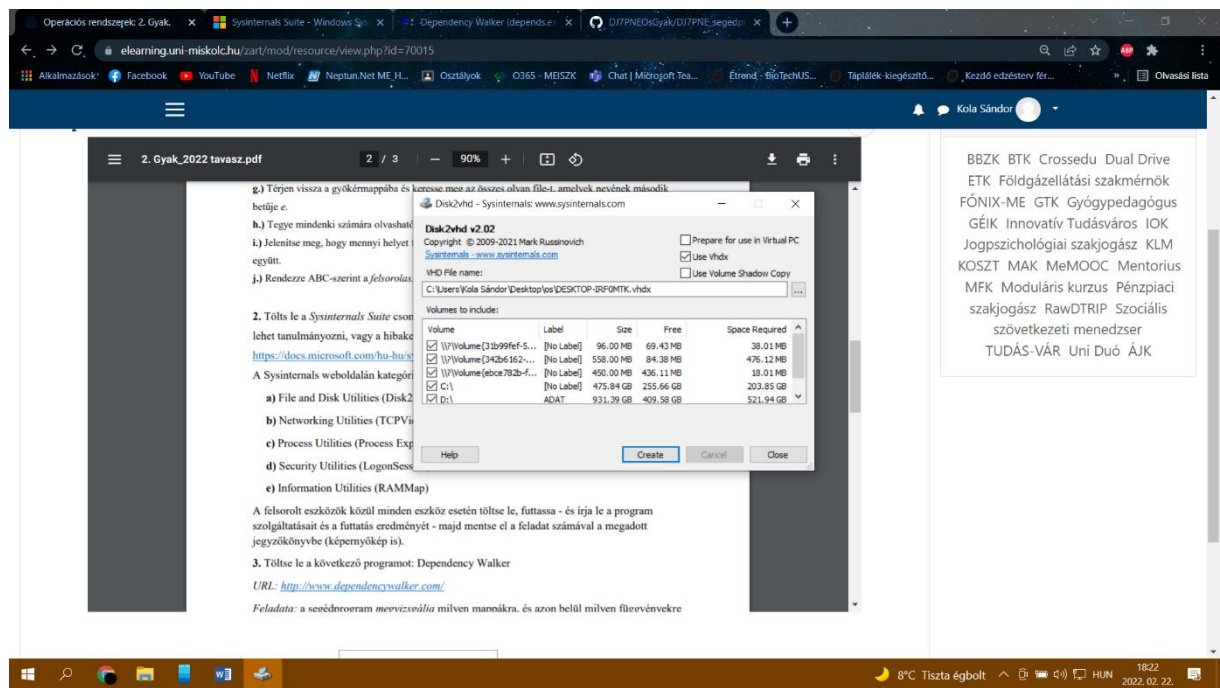 Operációs rendszerek: 2. Gyak.
Sysinternals Suite - Windows Sys
Dependency Walker (depends.ex
DJ7PNEOsGyak/DJ7PNE_segédp
elearning.uni-miskolc.hu/zart/mod/resource/view.php?id=70015
Alkalmazások Facebook YouTube Netflix Neptun.Net ME_H... Osztályok O365 - MEISZK Chat | Microsoft Tea... Étrend - BioTechUS... Táplálék-kiegészítő... Kezdő edzésterv fér... » Olvasási lista
Kola Sándor
2. Gyak_2022 tavasz.pdf
2 / 3 | — 90% +
g.) Térjen vissza a gyökérmappába és keresse meg az összes olyan file-t, amelyek nevének második
betűje e.
h.) Tegye mindenki számára olvasható
i.) Jelenítse meg, hogy mennyi helyet
együtt.
j.) Rendezze ABC-szerint a felsorolas
2. Tölts le a Sysinternals Suite csom
lehet tanulmányozni, vagy a hibake
https://docs.microsoft.com/hu-hu/s
A Sysinternals weboldalán kategóri
a) File and Disk Utilities (Disk2
b) Networking Utilities (TCPVi
c) Process Utilities (Process Exp
d) Security Utilities (LogonSess
e) Information Utilities (RAMMap)
A felsorolt eszközök közül minden eszköz esetén töltse le, futtassa - és írja le a program
szolgáltatásait és a futtatás eredményét - majd mentse el a feladat számával a megadott
jegyzőkönyvbe (képernyőkép is).
3. Töltse le a következő programot: Dependency Walker
URL: http://www.dependencywalker.com/
Feladata: a segédprogram megvizsgálja milyen mappákra, és azon belül milyen függvényekre
Disk2vhd - Sysinternals: www.sysinternals.com
Disk2vhd v2.02
Copyright © 2009-2021 Mark Russinovich
Sysinternals - www.sysinternals.com
Prepare for use in Virtual PC
Use Vhdx
Use Volume Shadow Copy
VHD File name:
C:\Users\Kola Sándor\Desktop\os\DESKTOP-IRF0MTK.vhdx
...
Volumes to include:
Volume Label Size Free Space Required
\\?\Volume{31b99fef-5... [No Label] 96.00 MB 69.43 MB 38.01 MB
\\?\Volume{342b6162-... [No Label] 558.00 MB 84.38 MB 476.12 MB
\\?\Volume{ebce782b-f... [No Label] 450.00 MB 436.11 MB 18.01 MB
C:\ [No Label] 475.84 GB 255.66 GB 203.85 GB
D:\ ADAT 931.39 GB 409.58 GB 521.94 GB
Help Create Cancel Close
BBZK BTK Crossedu Dual Drive
ETK Földgázellátási szakmérnök
FŐNIX-ME GTK Gyógypedagógus
GÉIK Innovatív Tudásváros IOK
Jogpszichológiai szakjogász KLM
KOSZT MAK MeMOOC Mentorius
MFK Moduláris kurzus Pénzpiaci
szakjogász RawDTRIP Szociális
szövetkezeti menedzser
TUDÁS-VÁR Uni Duó ÁJK
8°C Tiszta égbolt
HUN
18:22
2022. 02. 22.